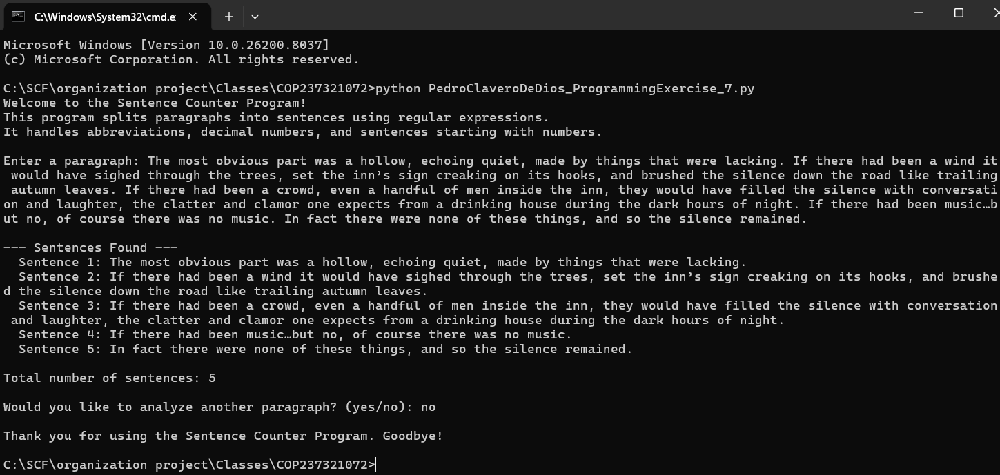 C:\Windows\System32\cmd.e
Microsoft Windows [Version 10.0.26200.8037]
(c) Microsoft Corporation. All rights reserved.
C:\SCF\organization project\Classes\COP237321072>python PedroClaveroDeDios_ProgrammingExercise_7.py
Welcome to the Sentence Counter Program!
This program splits paragraphs into sentences using regular expressions.
It handles abbreviations, decimal numbers, and sentences starting with numbers.
Enter a paragraph: The most obvious part was a hollow, echoing quiet, made by things that were lacking. If there had been a wind it
would have sighed through the trees, set the inn’s sign creaking on its hooks, and brushed the silence down the road like trailing
autumn leaves. If there had been a crowd, even a handful of men inside the inn, they would have filled the silence with conversati
on and laughter, the clatter and clamor one expects from a drinking house during the dark hours of night. If there had been music…b
ut no, of course there was no music. In fact there were none of these things, and so the silence remained.
--- Sentences Found ---
Sentence 1: The most obvious part was a hollow, echoing quiet, made by things that were lacking.
Sentence 2: If there had been a wind it would have sighed through the trees, set the inn’s sign creaking on its hooks, and brushe
d the silence down the road like trailing autumn leaves.
Sentence 3: If there had been a crowd, even a handful of men inside the inn, they would have filled the silence with conversation
and laughter, the clatter and clamor one expects from a drinking house during the dark hours of night.
Sentence 4: If there had been music…but no, of course there was no music.
Sentence 5: In fact there were none of these things, and so the silence remained.
Total number of sentences: 5
Would you like to analyze another paragraph? (yes/no): no
Thank you for using the Sentence Counter Program. Goodbye!
C:\SCF\organization project\Classes\COP237321072>